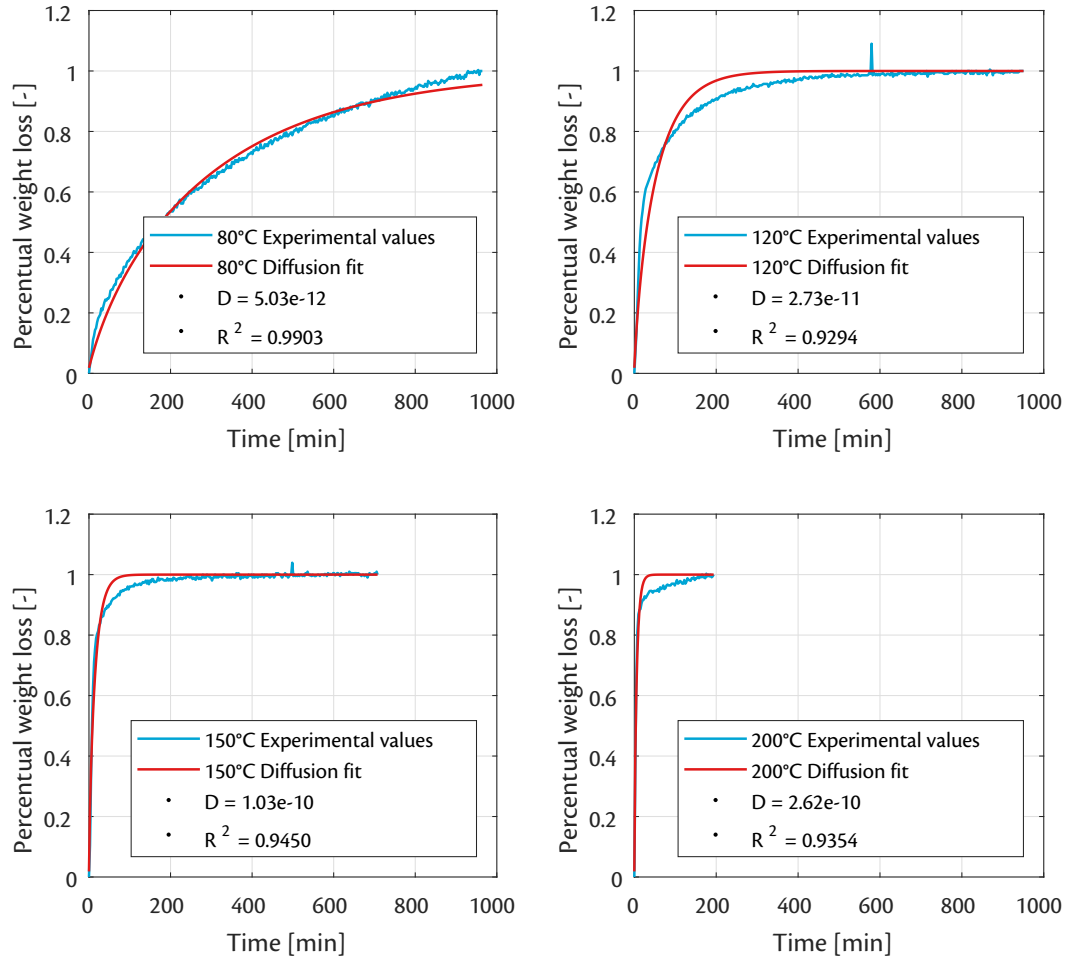 Percentual weight loss [-]
1.2
1
0.8
0.6
0.4
0.2
0
80°C Experimental values
80°C Diffusion fit
• D = 5.03e-12
• R 2 = 0.9903
0 200 400 600 800 1000
Time [min]
Percentual weight loss [-]
1.2
1
0.8
0.6
0.4
0.2
0
120°C Experimental values
120°C Diffusion fit
• D = 2.73e-11
• R 2 = 0.9294
0 200 400 600 800 1000
Time [min]
Percentual weight loss [-]
1.2
1
0.8
0.6
0.4
0.2
0
150°C Experimental values
150°C Diffusion fit
• D = 1.03e-10
• R 2 = 0.9450
0 200 400 600 800 1000
Time [min]
Percentual weight loss [-]
1.2
1
0.8
0.6
0.4
0.2
0
200°C Experimental values
200°C Diffusion fit
• D = 2.62e-10
• R 2 = 0.9354
0 200 400 600 800 1000
Time [min]